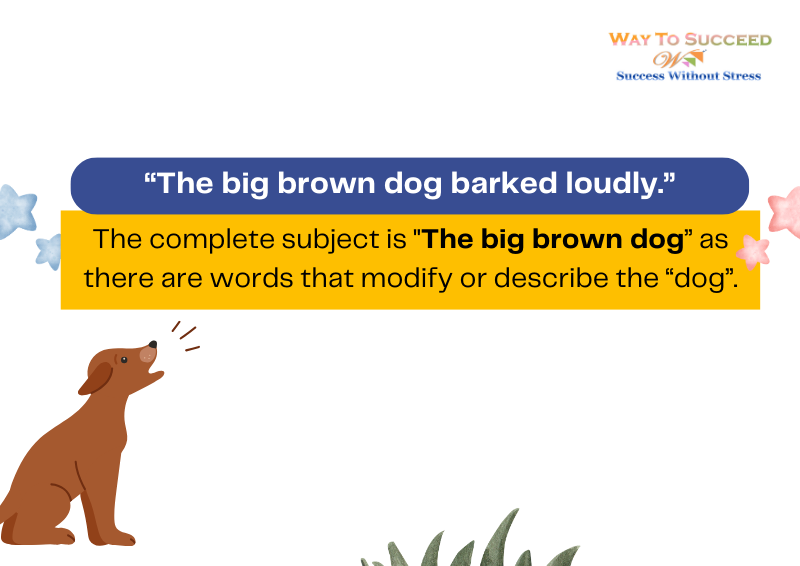 WAY TO SUCCEED
W
Success Without Stress
“The big brown dog barked loudly.”
The complete subject is "The big brown dog” as
there are words that modify or describe the “dog”.